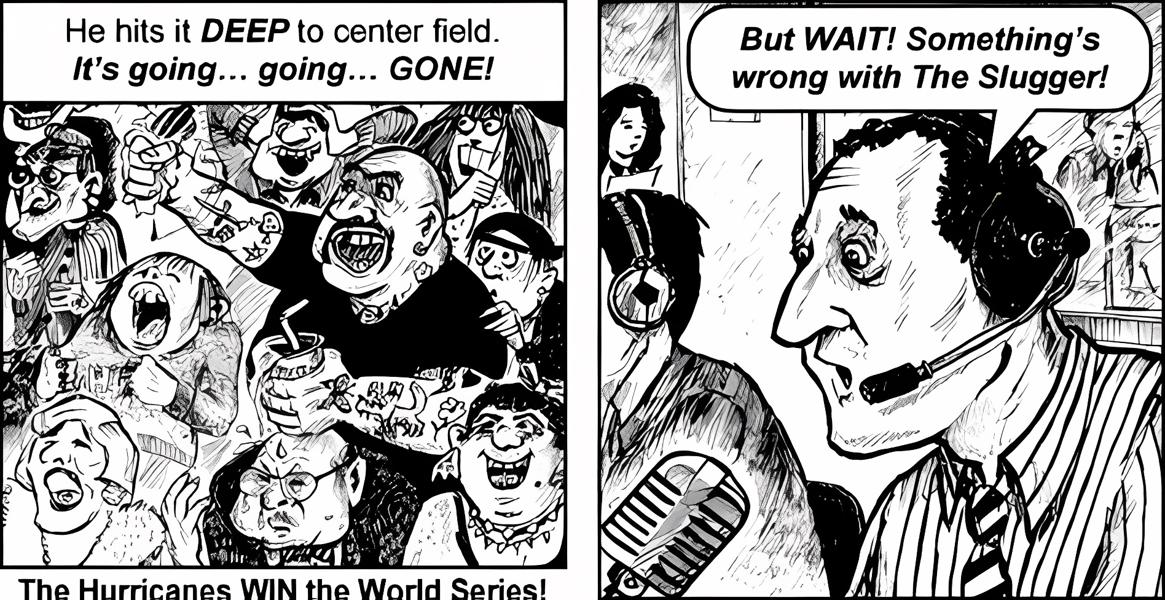 He hits it DEEP to center field.
It's going... going... GONE!
The Hurricanes WIN the World Series!
But WAIT! Something's
wrong with The Slugger!